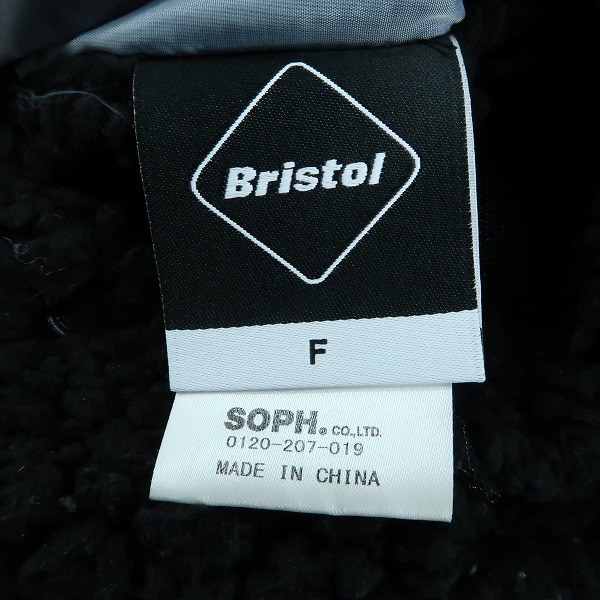 Bristol
F
SOPH. CO.,LTD.
0120-207-019
MADE IN CHINA